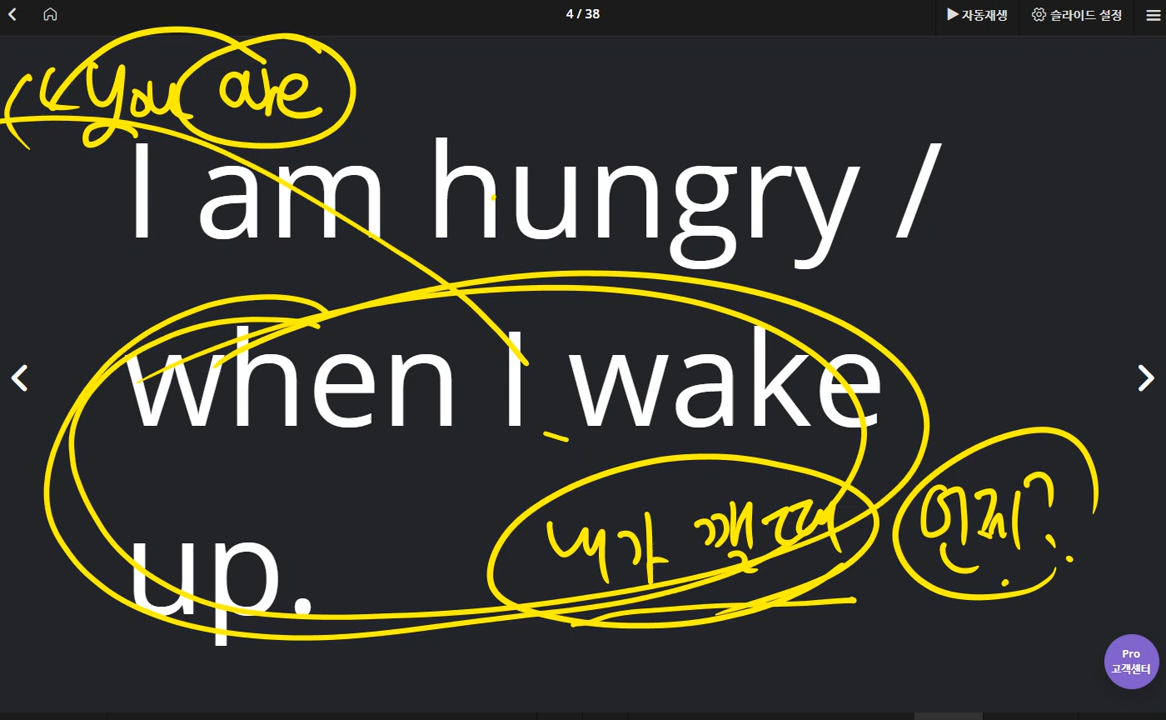 4 / 38
자동재생
슬라이드 설정
You are
I am hungry /
when I wake
up.
내가 깰 때
언제?
Pro
고객센터